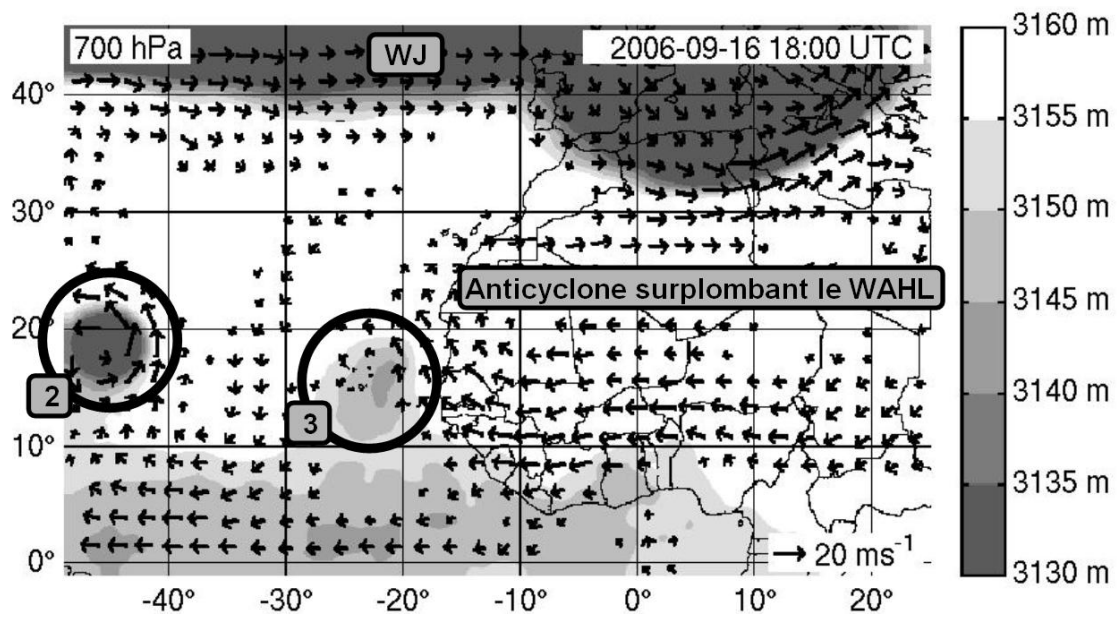 700 hPa
WJ
2006-09-16 18:00 UTC
3160 m
3155 m
3150 m
3145 m
3140 m
3135 m
3130 m
40°
30°
20°
10°
0°
Anticyclone surplombant le WAHL
2
3
20 ms-1
-40° -30° -20° -10° 0° 10° 20°